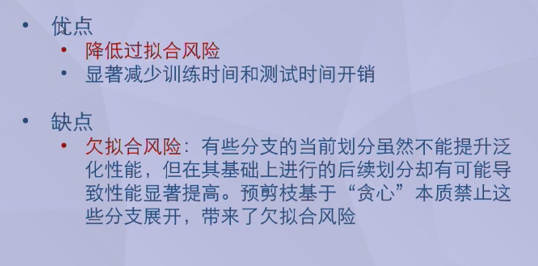 • 优点
• 降低过拟合风险
• 显著减少训练时间和测试时间开销
• 缺点
• 欠拟合风险：有些分支的当前划分虽然不能提升泛
化性能，但在其基础上进行的后续划分却有可能导
致性能显著提高。预剪枝基于“贪心”本质禁止这
些分支展开，带来了欠拟合风险